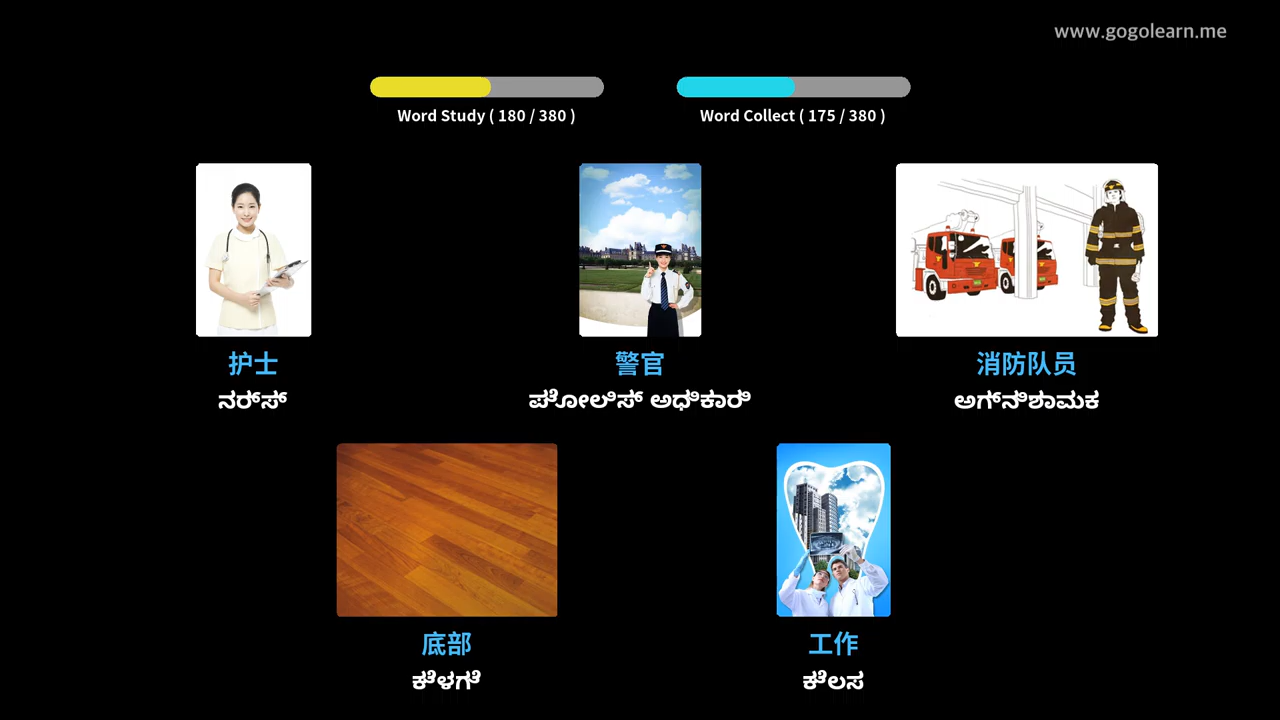 www.gogolearn.me
Word Study ( 180 / 380 )
Word Collect ( 175 / 380 )
护士
ನರ್ಸ್
警官
ಪೊಲೀಸ್ ಅಧಿಕಾರಿ
消防队员
ಅಗ್ನಿಶಾಮಕ
底部
ಕೆಳಗೆ
工作
ಕೆಲಸ